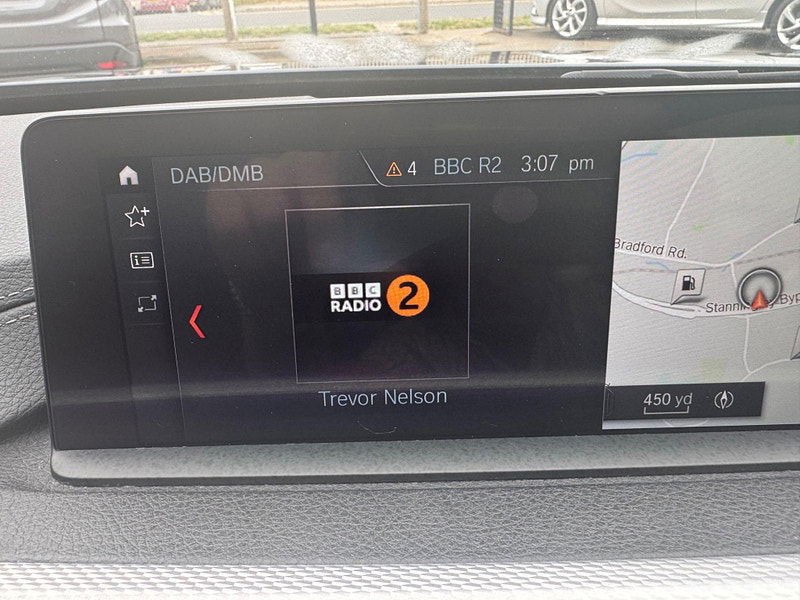 DAB/DMB
4 BBC R2 3:07 pm
BBC
RADIO 2
Trevor Nelson
Bradford Rd.
450 yd